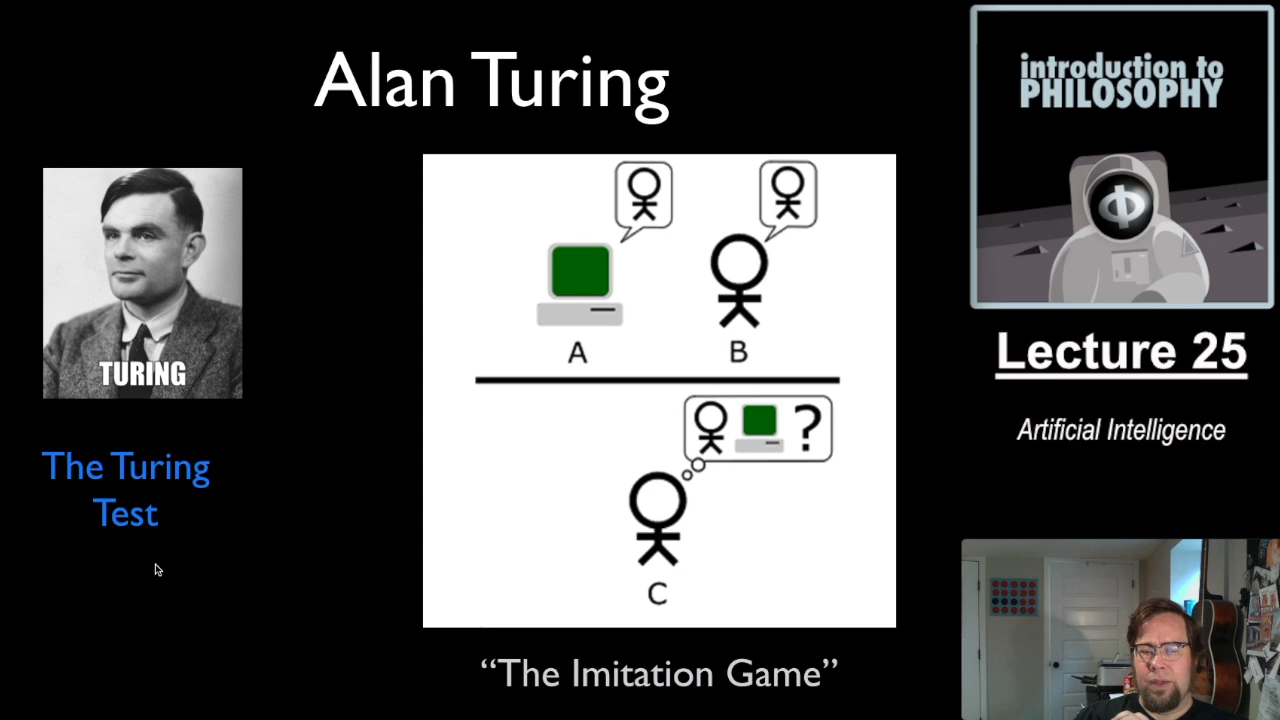 Alan Turing
TURING
The Turing
Test
A
B
?
C
“The Imitation Game”
introduction to
PHILOSOPHY
Φ
Lecture 25
Artificial Intelligence